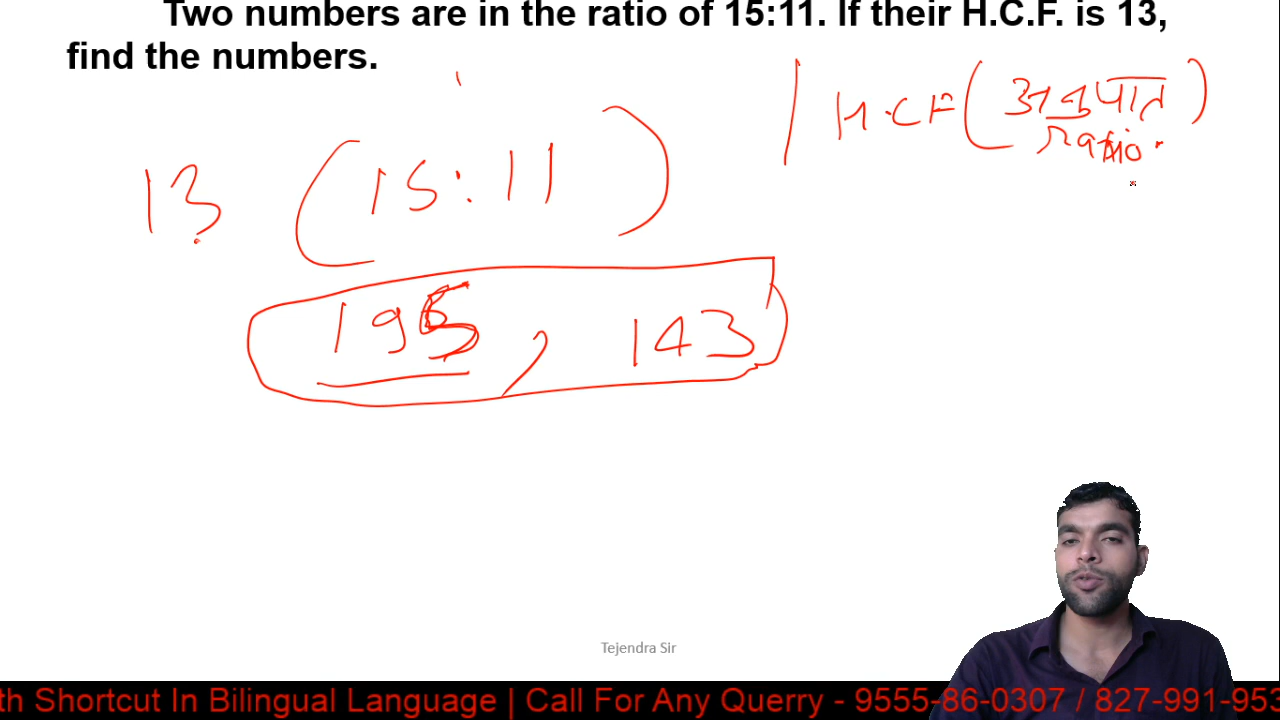 Two numbers are in the ratio of 15:11. If their H.C.F. is 13,
find the numbers.
H.C.F (अनुपात)
ratio.
13 (15:11)
195, 143
Tejendra Sir
th Shortcut In Bilingual Language | Call For Any Querry - 9555-86-0307 / 827-991-953